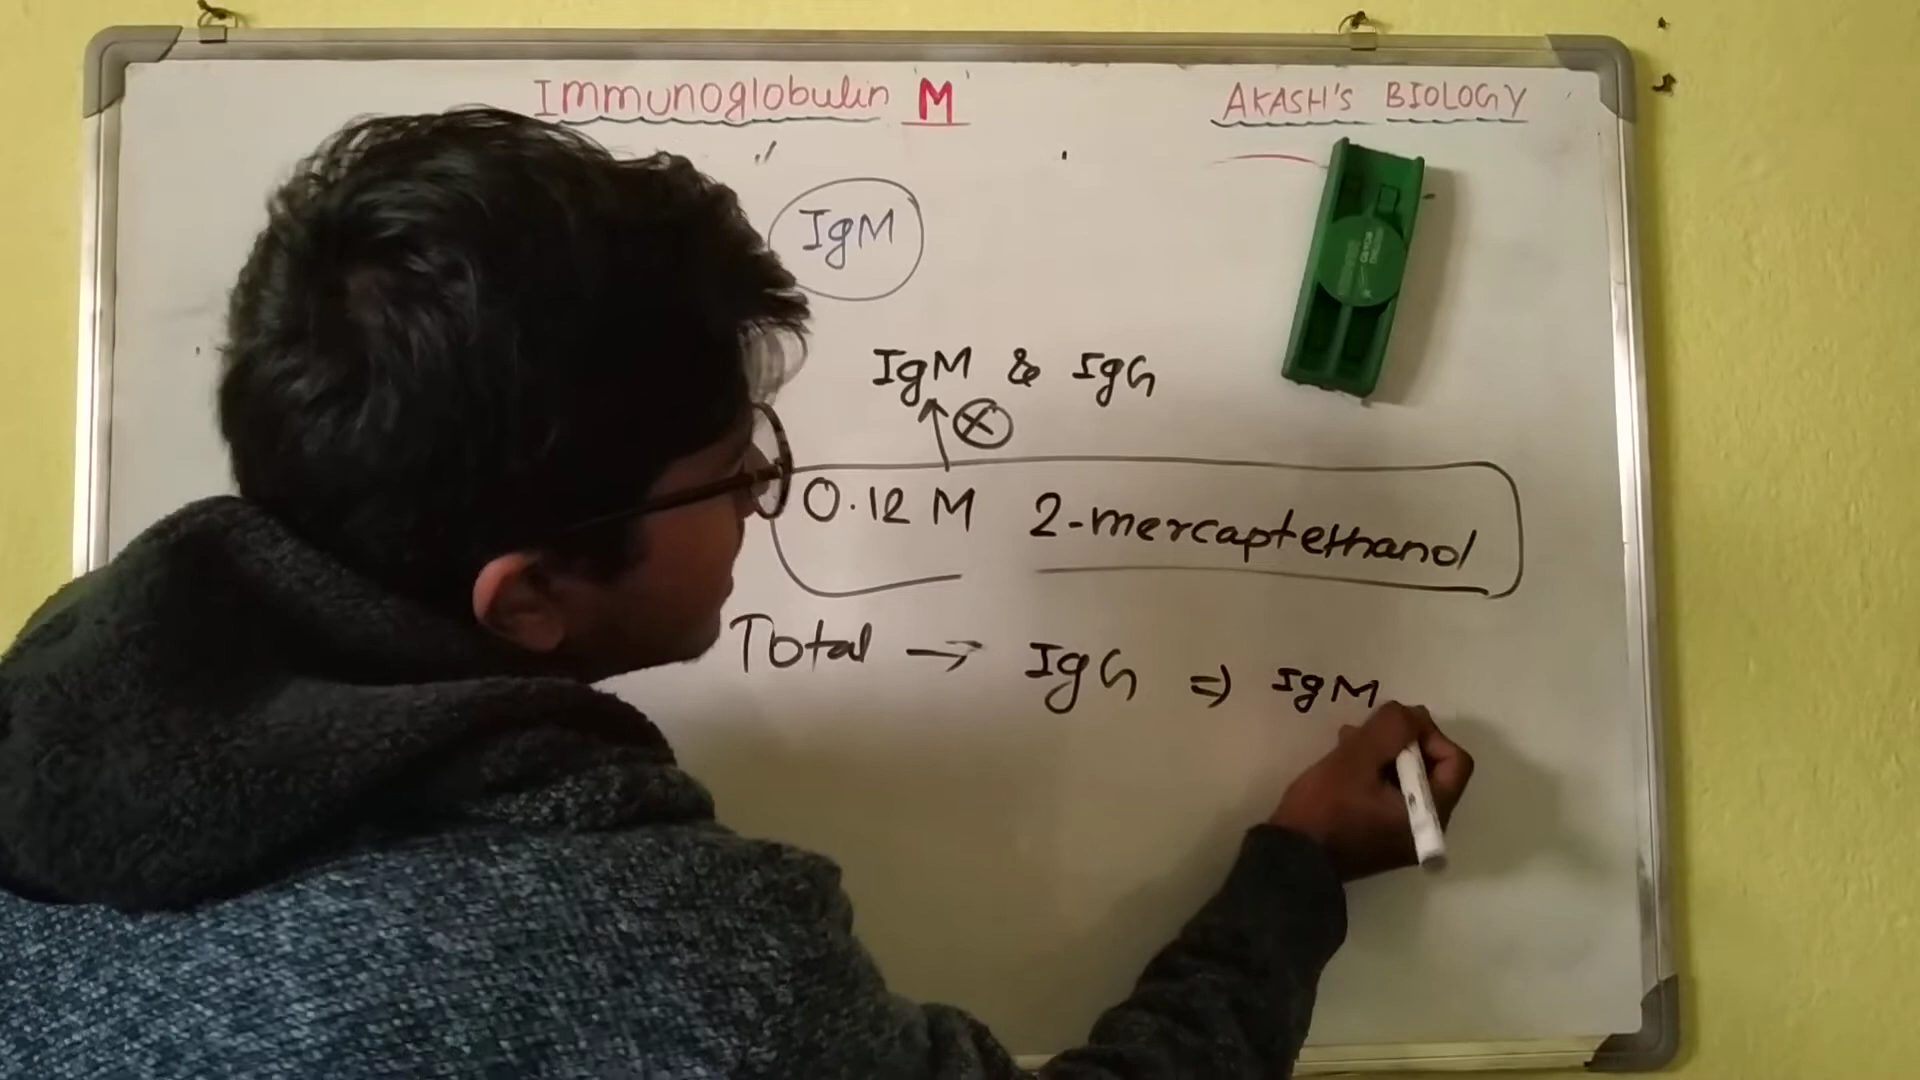 Immunoglobulin 'M'
AKASH'S BIOLOGY
IgM
IgM & IgG
0.12 M 2-mercaptethanol
Total → IgG ⇒ IgM